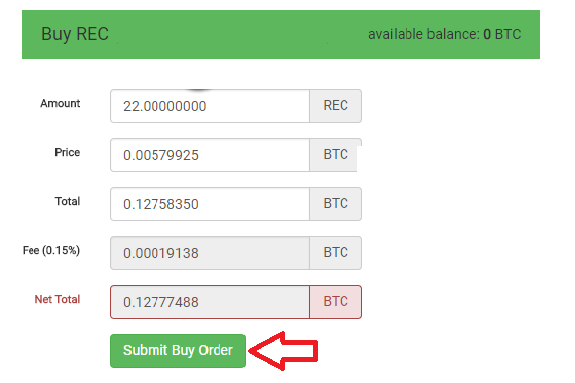 Buy REC available balance: 0 BTC
Amount 22.00000000 REC
Price 0.00579925 BTC
Total 0.12758350 BTC
Fee (0.15%) 0.00019138 BTC
Net Total 0.12777488 BTC
Submit Buy Order